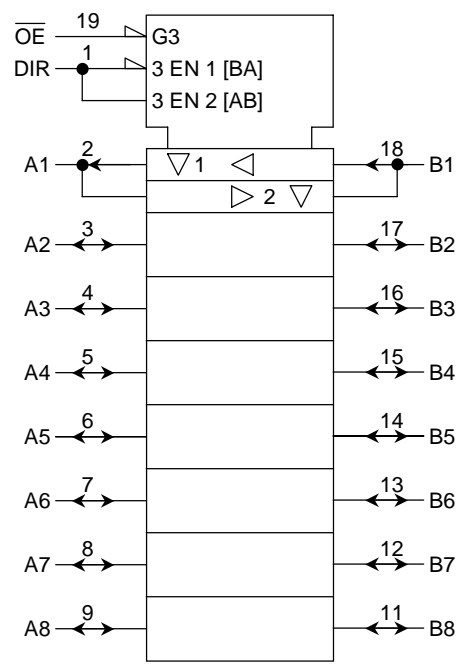 OE 19 G3
DIR 1 3 EN 1 [BA]
3 EN 2 [AB]
A1 2 1 18 B1
2
A2 3 17 B2
A3 4 16 B3
A4 5 15 B4
A5 6 14 B5
A6 7 13 B6
A7 8 12 B7
A8 9 11 B8